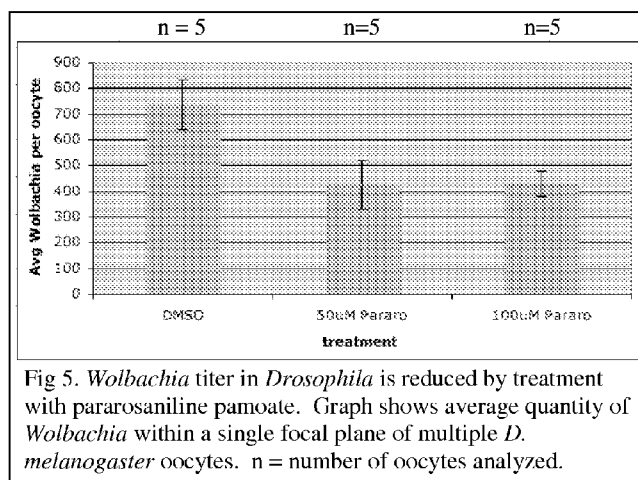 n = 5 n=5 n=5
900
800
700
600
500
400
300
200
100
0
Avg Wolbachia per oocyte
DMSO 50uM Pararo 100uM Pararo
treatment
Fig 5. Wolbachia titer in Drosophila is reduced by treatment
with pararosaniline pamoate. Graph shows average quantity of
Wolbachia within a single focal plane of multiple D.
melanogaster oocytes. n = number of oocytes analyzed.